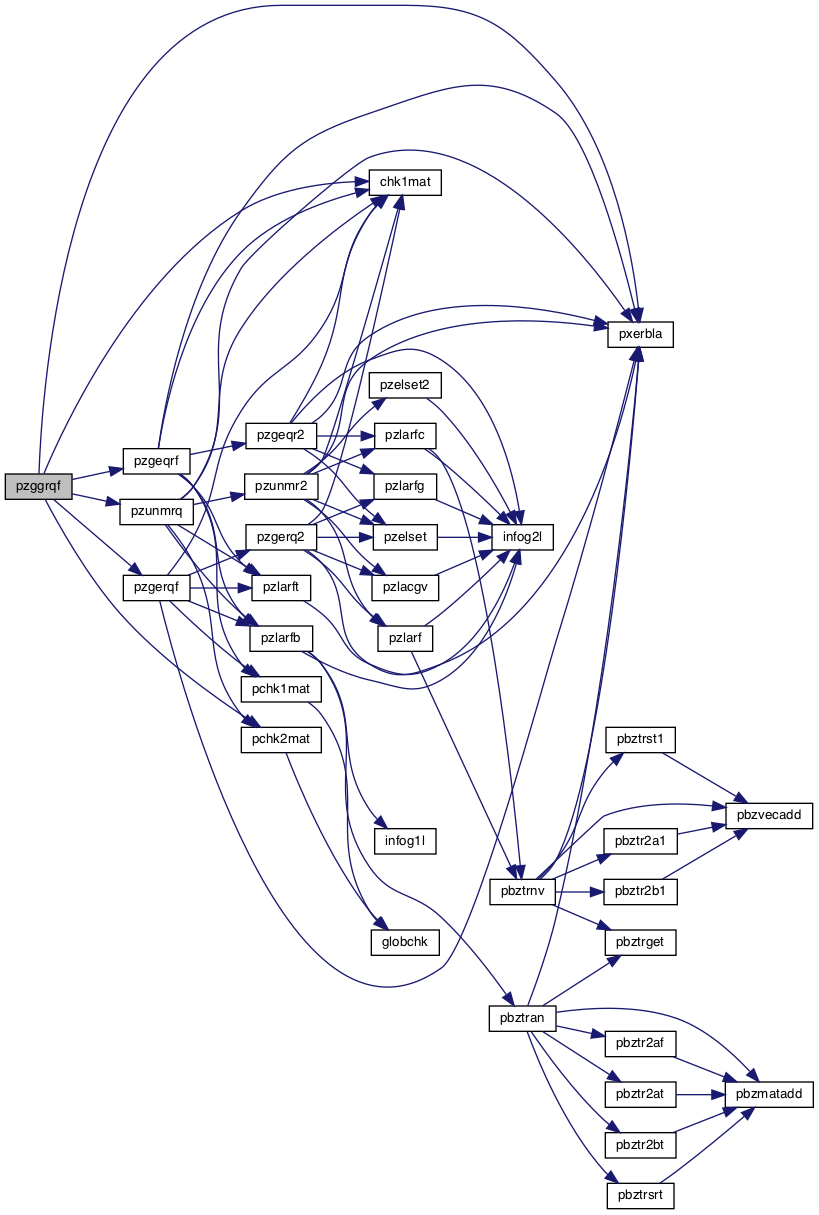 chk1mat
pxerbla
pzelset2
pzgeqr2
pzlarfc
pzgeqrf
pzggrqf
pzunmr2
pzlarfg
pzunmrq
pzgerq2
pzelset
infog2l
pzgerqf
pzlarft
pzlacgv
pzlarfb
pzlarf
pchk1mat
pchk2mat
pbztrst1
pbzvecadd
infog1l
pbztr2a1
pbztrnv
pbztr2b1
globchk
pbztrget
pbztran
pbztr2af
pbztr2at
pbzmatadd
pbztr2bt
pbztrsrt